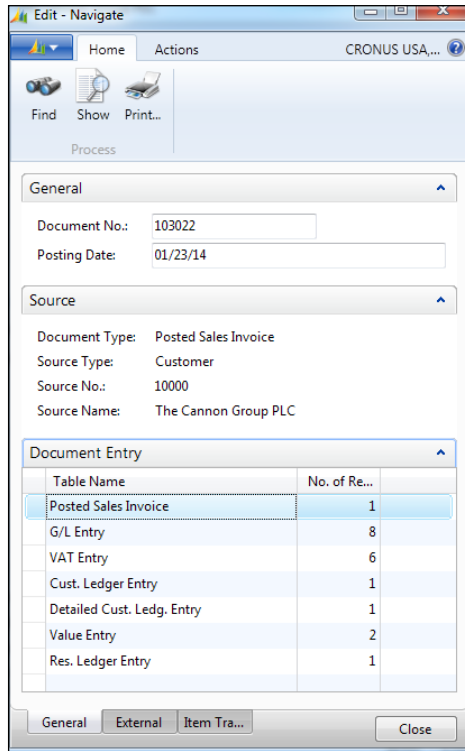 Edit - Navigate
Home Actions CRONUS USA,...
Find Show Print...
Process
General
Document No.: 103022
Posting Date: 01/23/14
Source
Document Type: Posted Sales Invoice
Source Type: Customer
Source No.: 10000
Source Name: The Cannon Group PLC
Document Entry
Table Name No. of Re...
Posted Sales Invoice 1
G/L Entry 8
VAT Entry 6
Cust. Ledger Entry 1
Detailed Cust. Ledg. Entry 1
Value Entry 2
Res. Ledger Entry 1
General External Item Tra... Close